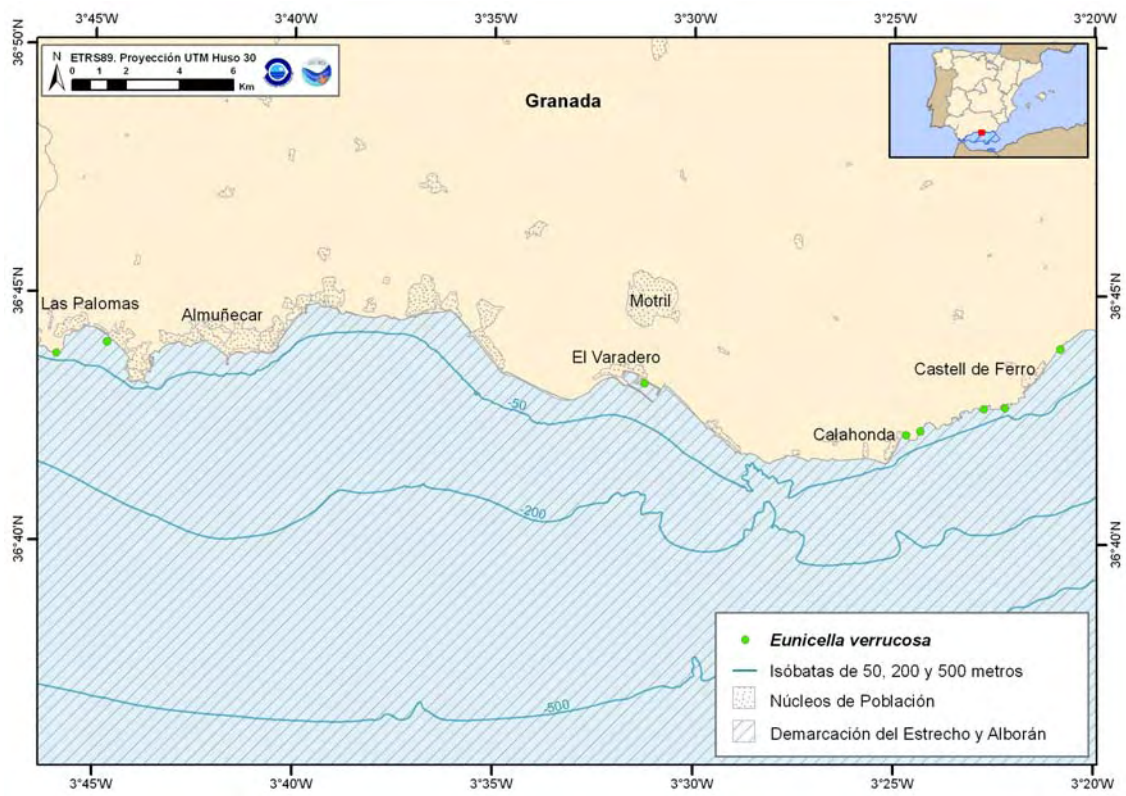 3°45'W 3°40'W 3°35'W 3°30'W 3°25'W 3°20'W
36°50'N
N ETRS89. Proyección UTM Huso 30
0 1 2 4 6
Km
Granada
36°50'N
36°45'N
Las Palomas
Almuñecar
Motril
El Varadero
Castell de Ferro
Calahonda
36°45'N
-50
-200
-500
36°40'N
36°40'N
Eunicella verrucosa
Isóbatas de 50, 200 y 500 metros
Núcleos de Población
Demarcación del Estrecho y Alborán
3°45'W 3°40'W 3°35'W 3°30'W 3°25'W 3°20'W